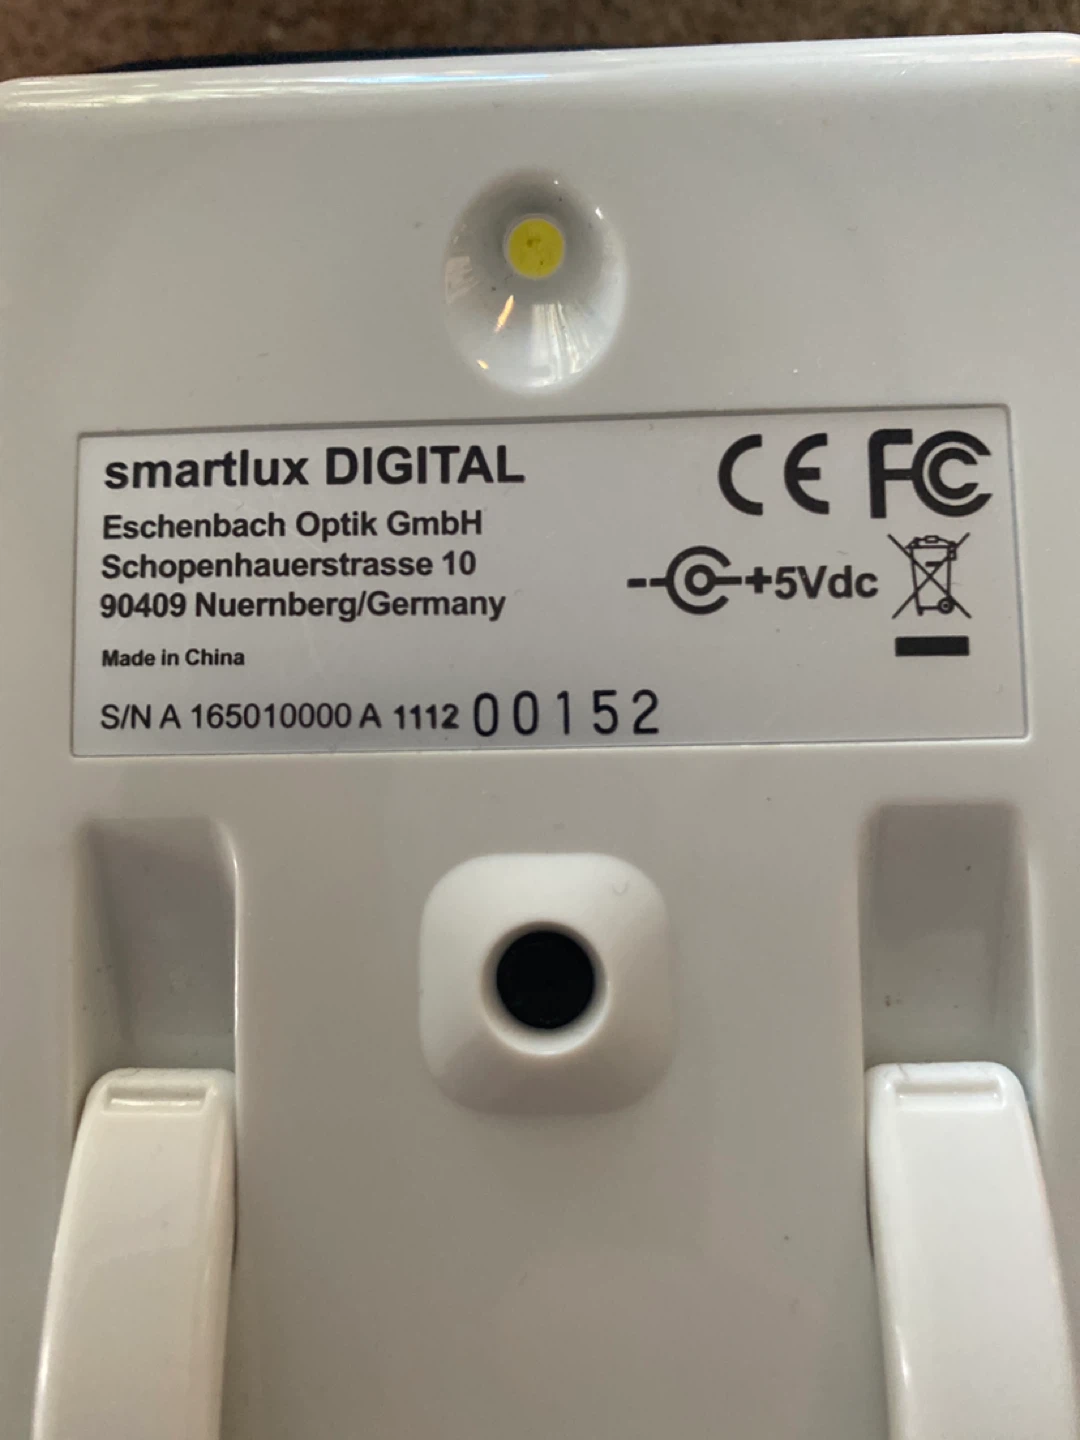 smartlux DIGITAL
CE FC
Eschenbach Optik GmbH
Schopenhauerstrasse 10
90409 Nuernberg/Germany
+5Vdc
Made in China
S/N A 165010000 A 1112 00152